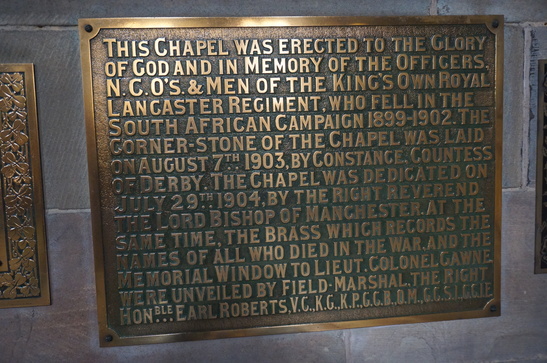 THIS CHAPEL WAS ERECTED TO THE GLORY
OF GOD AND IN MEMORY OF THE OFFICERS,
N.C.O'S. & MEN OF THE KING'S OWN ROYAL
LANCASTER REGIMENT, WHO FELL IN THE
SOUTH AFRICAN CAMPAIGN 1899-1902. THE
CORNER-STONE OF THE CHAPEL WAS LAID
ON AUGUST 7TH. 1903, BY CONSTANCE, COUNTESS
OF DERBY. THE CHAPEL WAS DEDICATED ON
JULY 29TH 1904, BY THE RIGHT REVEREND
THE LORD BISHOP OF MANCHESTER. AT THE
SAME TIME, THE BRASS WHICH RECORDS THE
NAMES OF ALL WHO DIED IN THE WAR, AND THE
MEMORIAL WINDOW TO LIEUT. COLONEL GAWNE
WERE UNVEILED BY FIELD-MARSHAL, THE RIGHT
HONBLE... EARL ROBERTS, V.C., K.G., K.P., G.C.B., O.M., G.C.S.I., G.C.I.E.